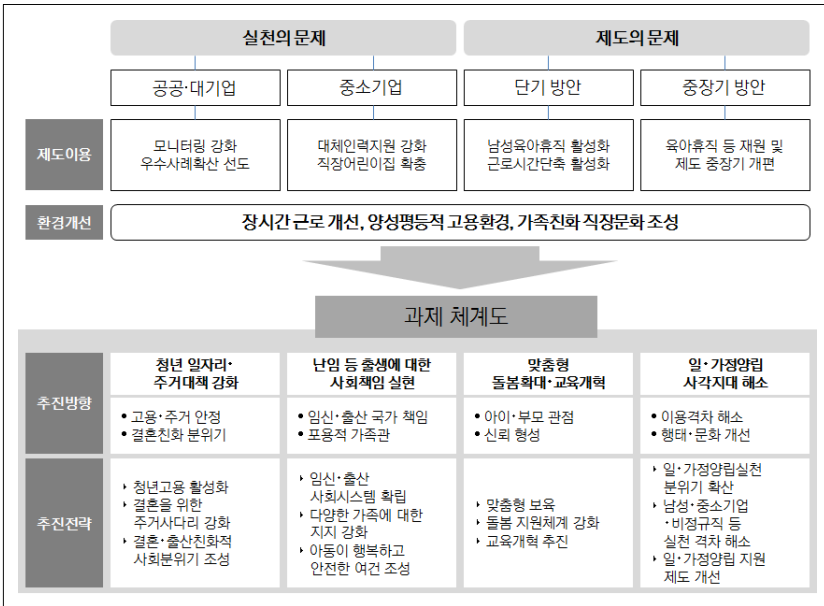 실천의 문제
제도의 문제
공공·대기업
중소기업
단기 방안
중장기 방안
제도이용
모니터링 강화
우수사례확산 선도
대체인력지원 강화
직장어린이집 확충
남성육아휴직 활성화
근로시간단축 활성화
육아휴직 등 재원 및
제도 중장기 개편
환경개선
장시간 근로 개선, 양성평등적 고용환경, 가족친화 직장문화 조성
과제 체계도
추진방향
청년 일자리·
주거대책 강화
난임 등 출생에 대한
사회책임 실현
맞춤형
돌봄확대·교육개혁
일·가정양립
사각지대 해소
• 고용·주거 안정
• 결혼친화 분위기
• 임신·출산 국가 책임
• 포용적 가족관
• 아이·부모 관점
• 신뢰 형성
• 이용격차 해소
• 행태·문화 개선
추진전략
‣ 청년고용 활성화
‣ 결혼을 위한
주거사다리 강화
‣ 결혼·출산친화적
사회분위기 조성
‣ 임신·출산
사회시스템 확립
‣ 다양한 가족에 대한
지지 강화
‣ 아동이 행복하고
안전한 여건 조성
‣ 맞춤형 보육
‣ 돌봄 지원체계 강화
‣ 교육개혁 추진
‣ 일·가정양립실천
분위기 확산
‣ 남성·중소기업
·비정규직 등
실천 격차 해소
‣ 일·가정양립 지원
제도 개선